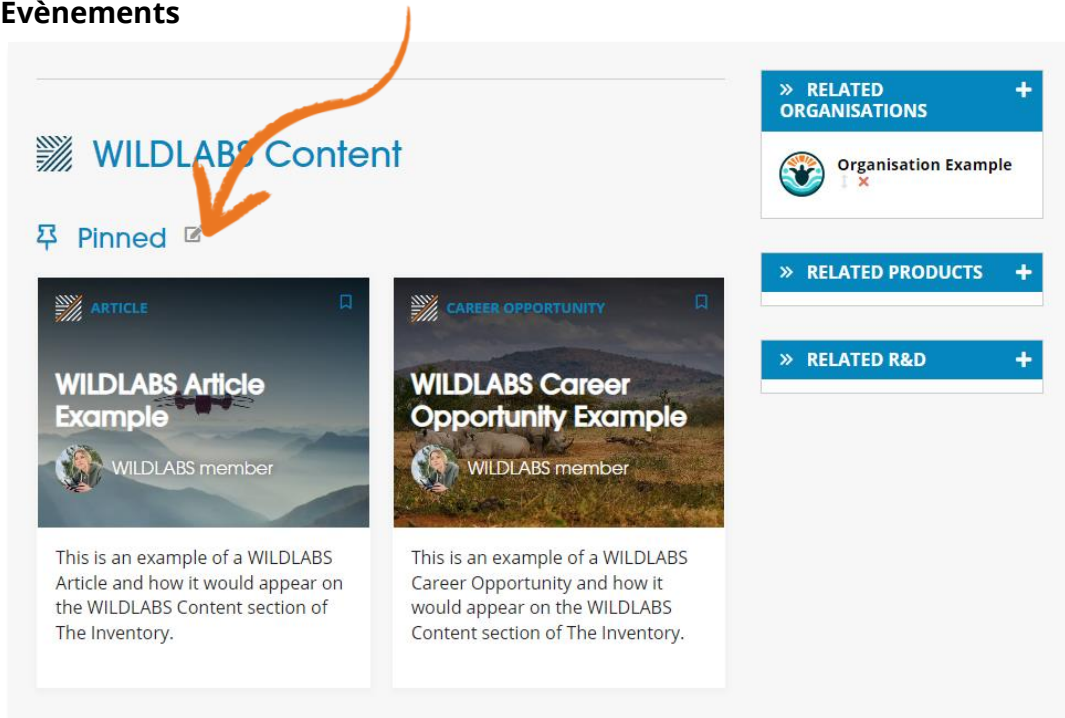 Evènements
WILDLABS Content
Pinned
ARTICLE
WILDLABS Article
Example
WILDLABS member
This is an example of a WILDLABS
Article and how it would appear on
the WILDLABS Content section of
The Inventory.
CAREER OPPORTUNITY
WILDLABS Career
Opportunity Example
WILDLABS member
This is an example of a WILDLABS
Career Opportunity and how it
would appear on the WILDLABS
Content section of The Inventory.
» RELATED
ORGANISATIONS +
Organisation Example
» RELATED PRODUCTS +
» RELATED R&D +